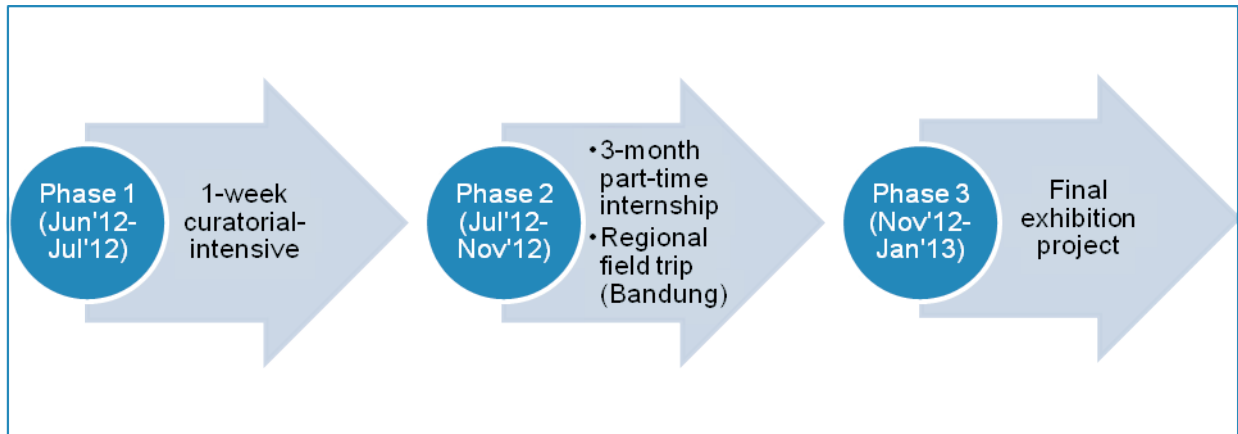 Phase 1
(Jun'12-
Jul'12)
1-week
curatorial-
intensive
Phase 2
(Jul'12-
Nov'12)
•3-month
part-time
internship
•Regional
field trip
(Bandung)
Phase 3
(Nov'12-
Jan'13)
Final
exhibition
project